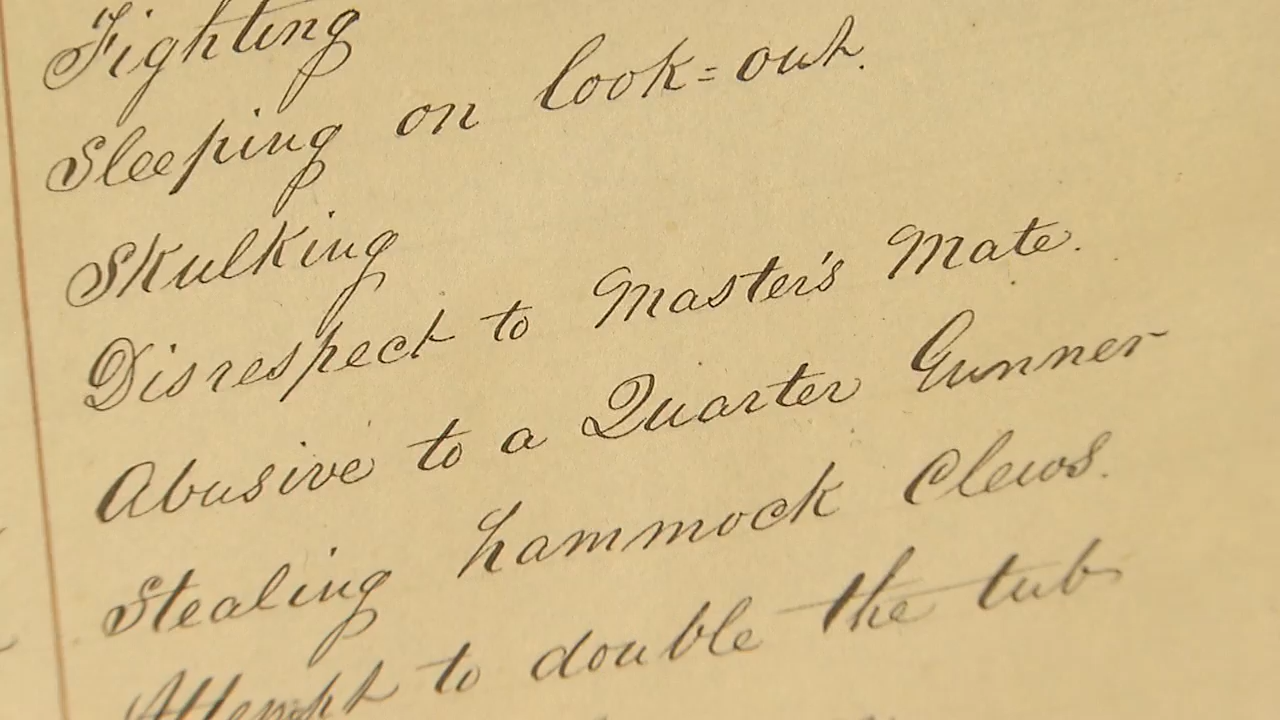 Fighting
Sleeping on look=out.
Skulking
Disrespect to Master's Mate.
Abusive to a Quarter Gunner
Stealing hammock Clews.
Attempt to double the tub